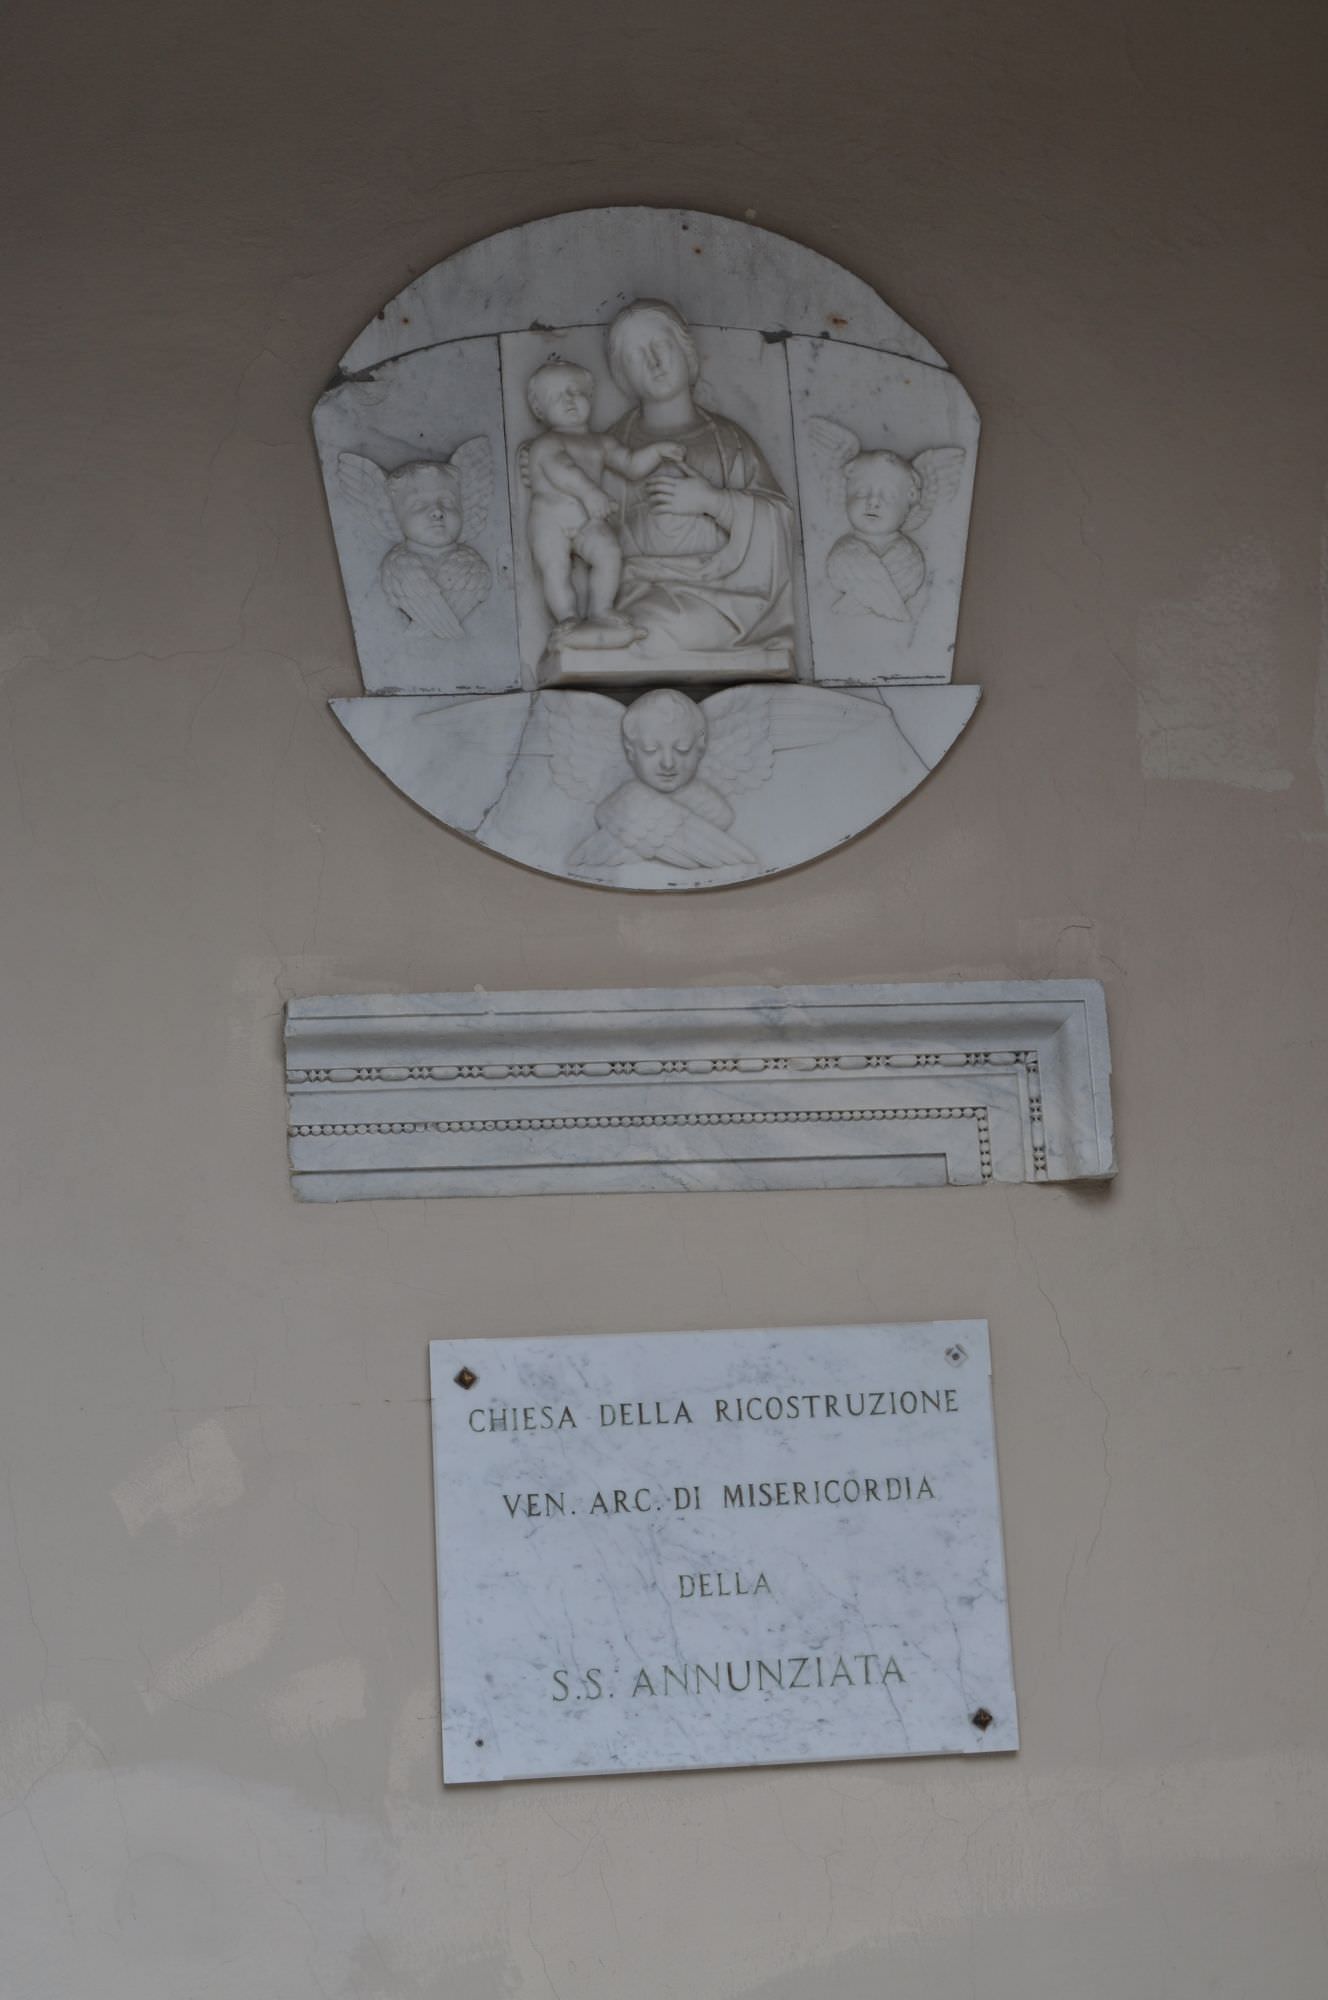 CHIESA DELLA RICOSTRUZIONE
VEN. ARC. DI MISERICORDIA
DELLA
S.S. ANNUNZIATA